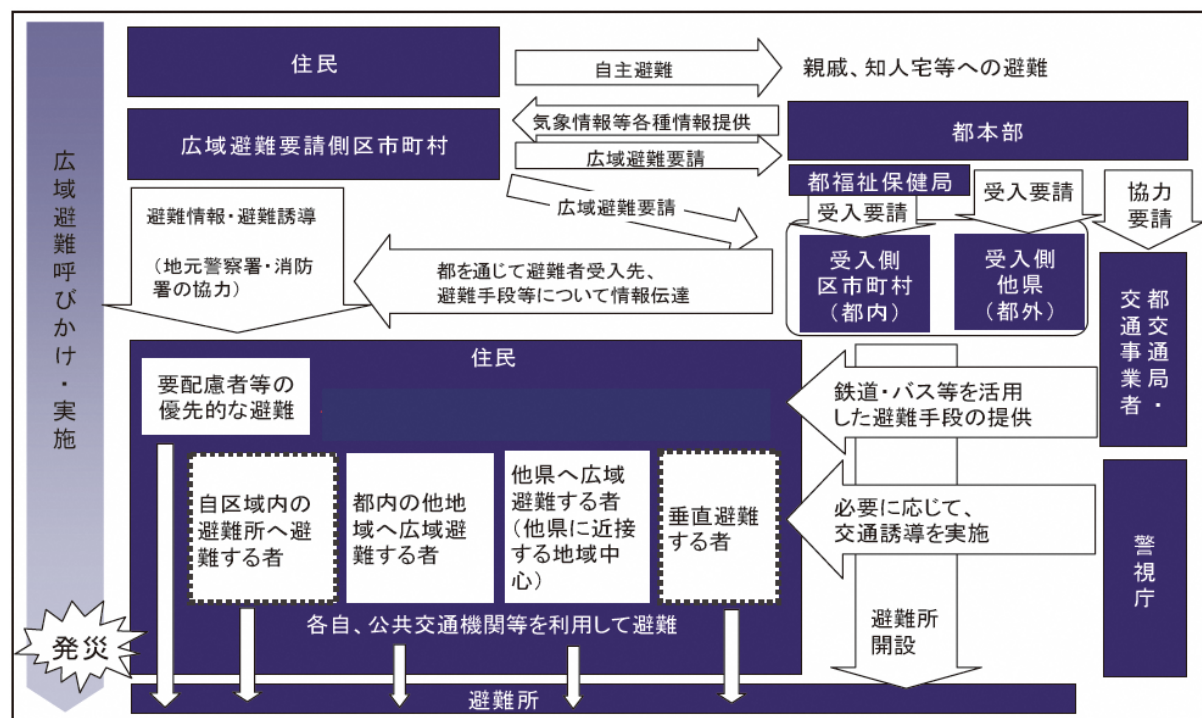 広域避難呼びかけ・実施
発災
住民
自主避難
親戚、知人宅等への避難
広域避難要請側区市町村
気象情報等各種情報提供
広域避難要請
都本部
都福祉保健局
広域避難要請
受入要請
受入要請
協力
要請
避難情報・避難誘導
(地元警察署・消防
署の協力)
都を通じて避難者受入先、
避難手段等について情報伝達
受入側
区市町村
(都内)
受入側
他県
(都外)
都交通局・
交通事業者
住民
要配慮者等の
優先的な避難
鉄道・バス等を活用
した避難手段の提供
自区域内の
避難所へ避
難する者
都内の他地
域へ広域避
難する者
他県へ広域
避難する者
(他県に近接
する地域中
心)
垂直避難
する者
必要に応じて、
交通誘導を実施
警視庁
各自、公共交通機関等を利用して避難
避難所
開設
避難所